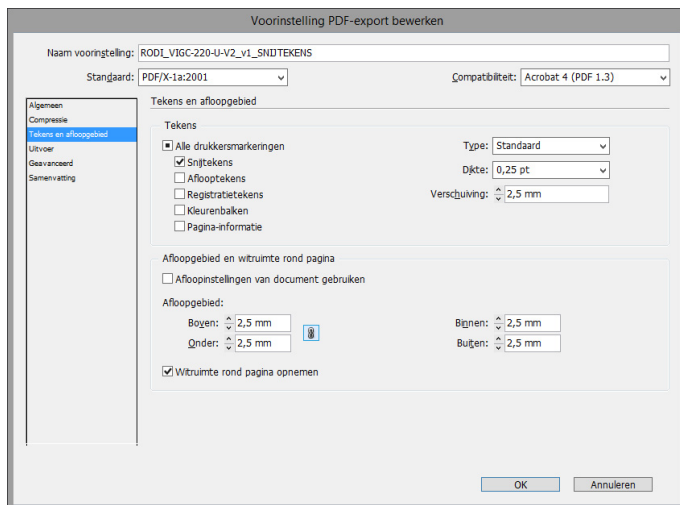 Voorinstelling PDF-export bewerken
Naam voorinstelling: RODI_VIGC-220-U-V2_v1_SNIJTEKENS
Standaard: PDF/X-1a:2001 Compatibiliteit: Acrobat 4 (PDF 1.3)
Algemeen
Compressie
Tekens en afloopgebied
Uitvoer
Geavanceerd
Samenvatting
Tekens en afloopgebied
Tekens
Alle drukkersmarkeringen Type: Standaard
Snijtekens Dikte: 0,25 pt
Aflooptekens
Registratietekens Verschuiving: 2,5 mm
Kleurenbalken
Pagina-informatie
Afloopgebied en witruimte rond pagina
Afloopinstellingen van document gebruiken
Afloopgebied:
Boven: 2,5 mm Binnen: 2,5 mm
Onder: 2,5 mm Buiten: 2,5 mm
Witruimte rond pagina opnemen
OK Annuleren